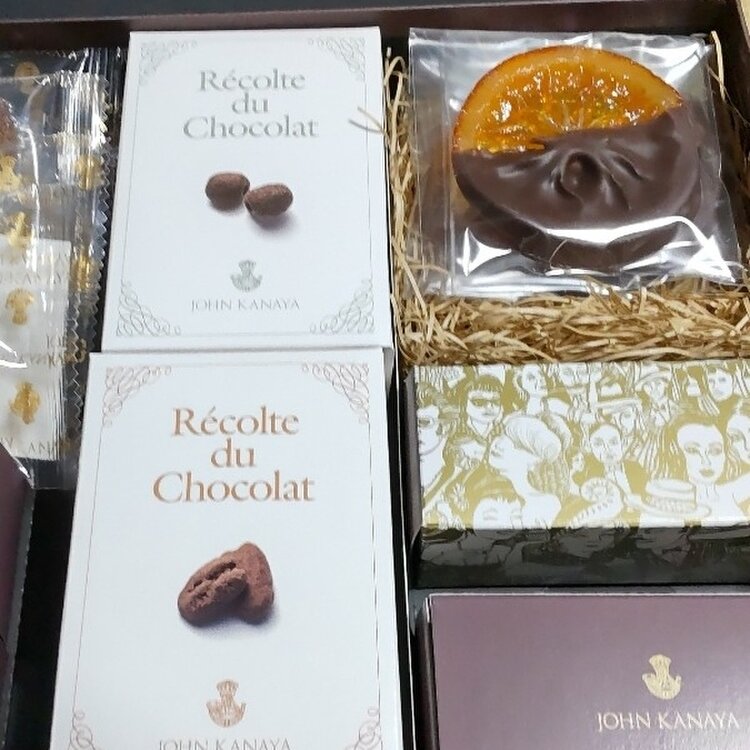 Récolte
du
Chocolat
JOHN KANAYA
Récolte
du
Chocolat
JOHN KANAYA
JOHN KANAYA